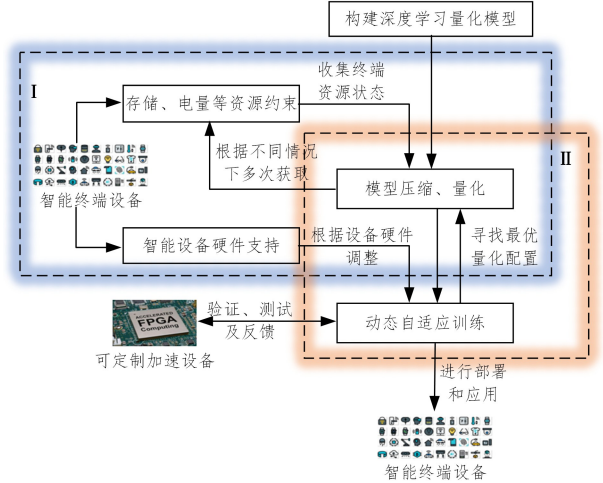 构建深度学习量化模型
I
收集终端
资源状态
存储、电量等资源约束
根据不同情况
下多次获取
II
模型压缩、量化
智能终端设备
智能设备硬件支持
根据设备硬件
调整
寻找最优
量化配置
ACCELERATED
FPGA
Computing
验证、测试
及反馈
动态自适应训练
可定制加速设备
进行部署
和应用
智能终端设备